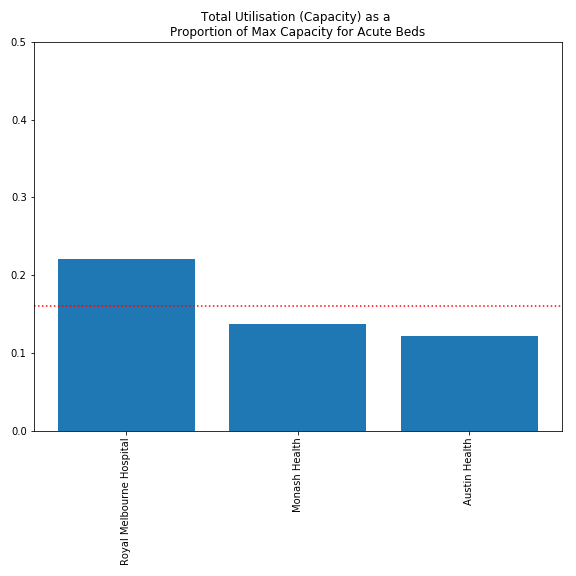 Total Utilisation (Capacity) as a
Proportion of Max Capacity for Acute Beds
0.5
0.4
0.3
0.2
0.1
0.0
Royal Melbourne Hospital
Monash Health
Austin Health